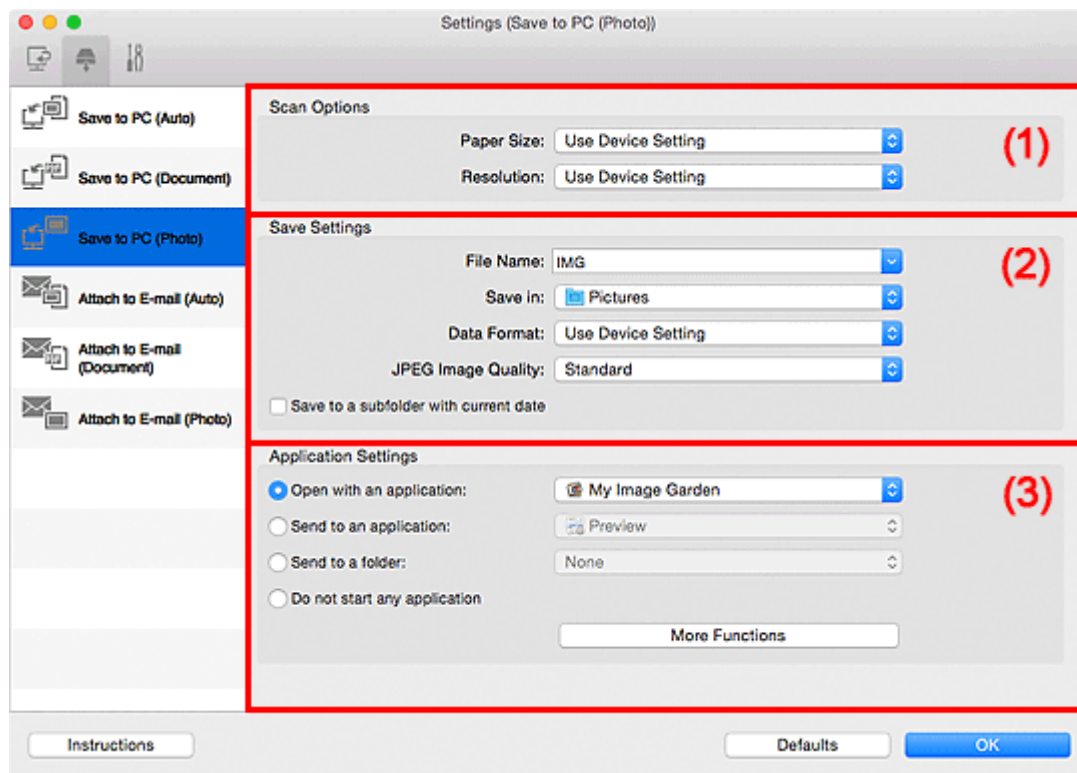 Settings (Save to PC (Photo))
Save to PC (Auto)
Save to PC (Document)
Save to PC (Photo)
Attach to E-mail (Auto)
Attach to E-mail
(Document)
Attach to E-mail (Photo)
Scan Options
(1)
Paper Size: Use Device Setting
Resolution: Use Device Setting
Save Settings
(2)
File Name: IMG
Save in: Pictures
Data Format: Use Device Setting
JPEG Image Quality: Standard
Save to a subfolder with current date
Application Settings
(3)
Open with an application: My Image Garden
Send to an application: Preview
Send to a folder: None
Do not start any application
More Functions
Instructions
Defaults
OK